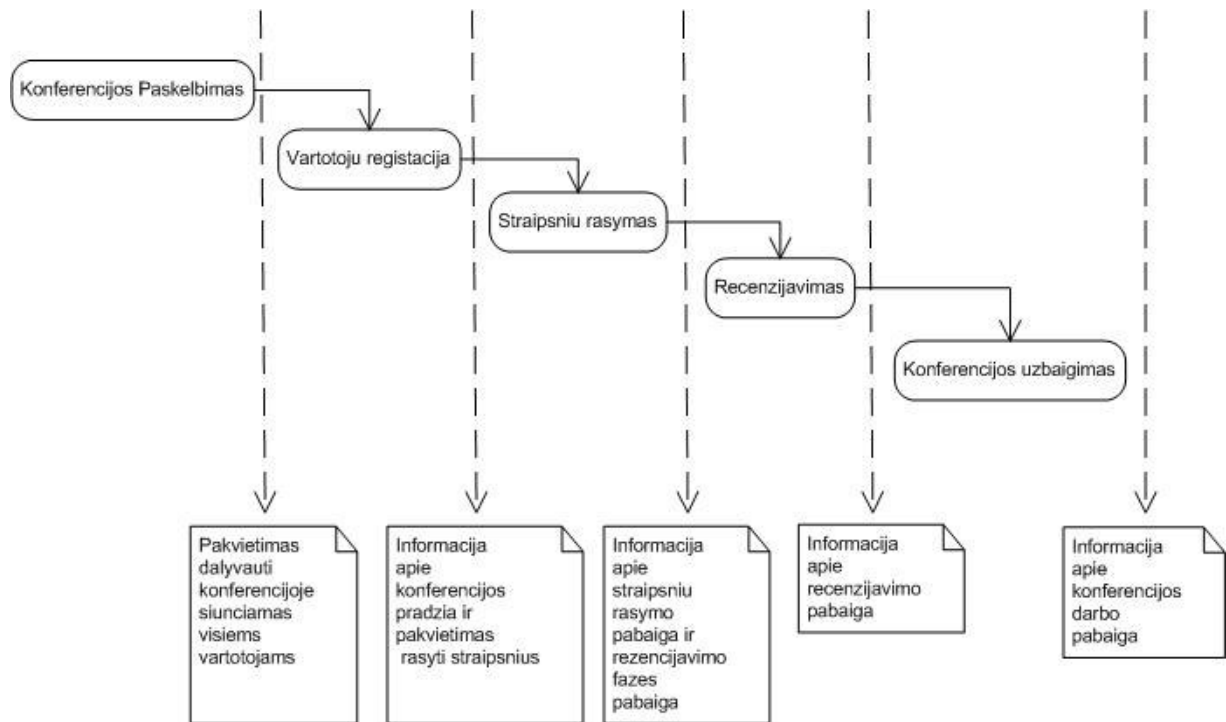 Konferencijos Paskelbimas
Vartotoju registacija
Straipsniu rasymas
Recenzijavimas
Konferencijos uzbaigimas
Pakvietimas
dalyvauti
konferencijoje
siunciamas
visiems
vartotojams
Informacija
apie
konferencijos
pradzia ir
pakvietimas
rasyti straipsnius
Informacija
apie
straipsniu
rasymo
pabaiga ir
rezencijavimo
fazes
pabaiga
Informacija
apie
recenzijavimo
pabaiga
Informacija
apie
konferencijos
darbo
pabaiga